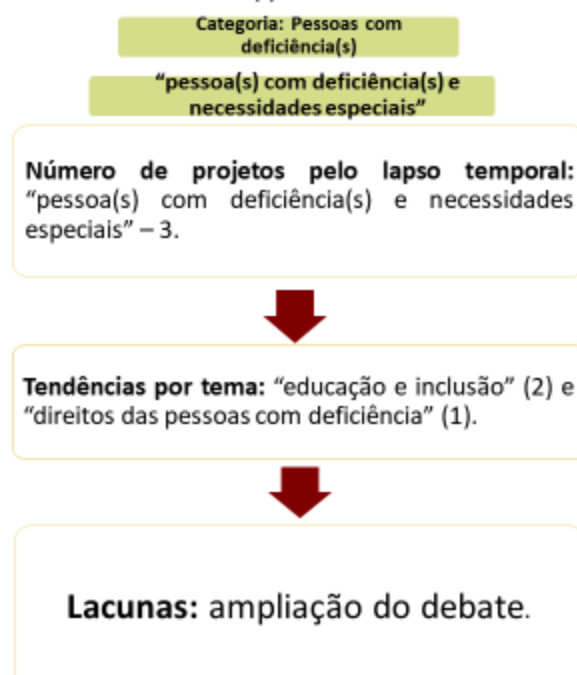 Categoria: Pessoas com
deficiência(s)
“pessoa(s) com deficiência(s) e
necessidades especiais”
Número de projetos pelo lapso temporal:
“pessoa(s) com deficiência(s) e necessidades
especiais” – 3.
Tendências por tema: “educação e inclusão” (2) e
“direitos das pessoas com deficiência” (1).
Lacunas: ampliação do debate.